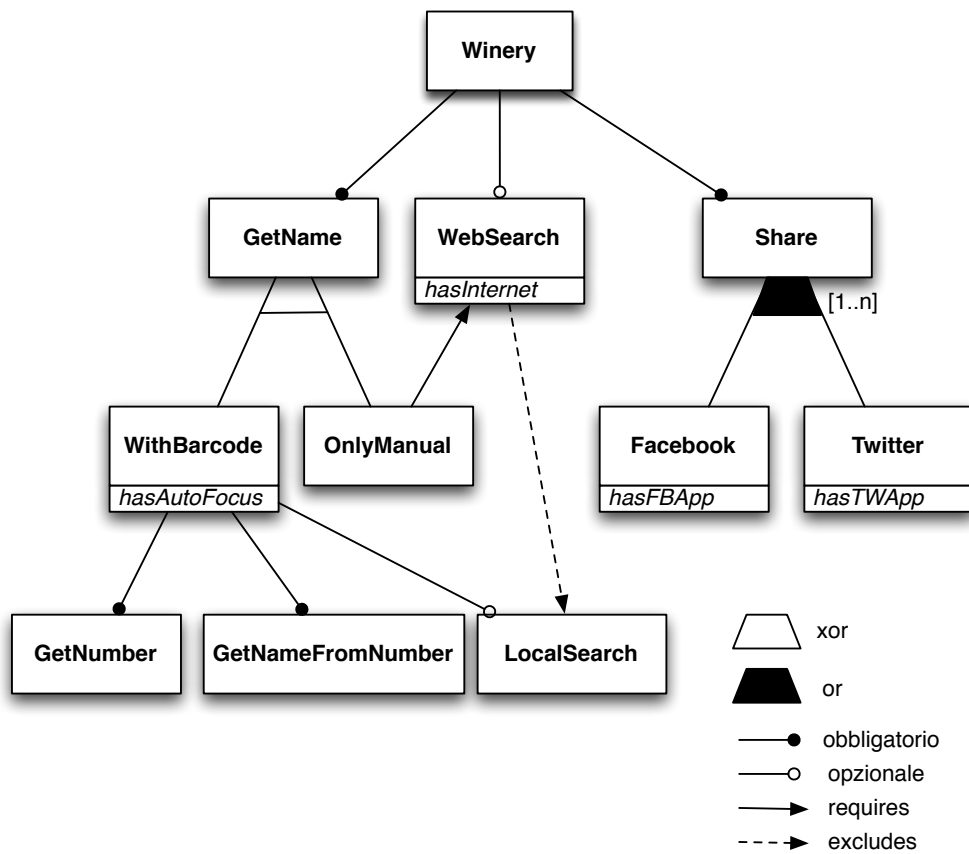 Winery
GetName
WebSearch
hasInternet
Share
[1..n]
WithBarcode
hasAutoFocus
OnlyManual
Facebook
hasFBApp
Twitter
hasTWApp
GetNumber
GetNameFromNumber
LocalSearch
xor
or
obbligatorio
opzionale
requires
excludes